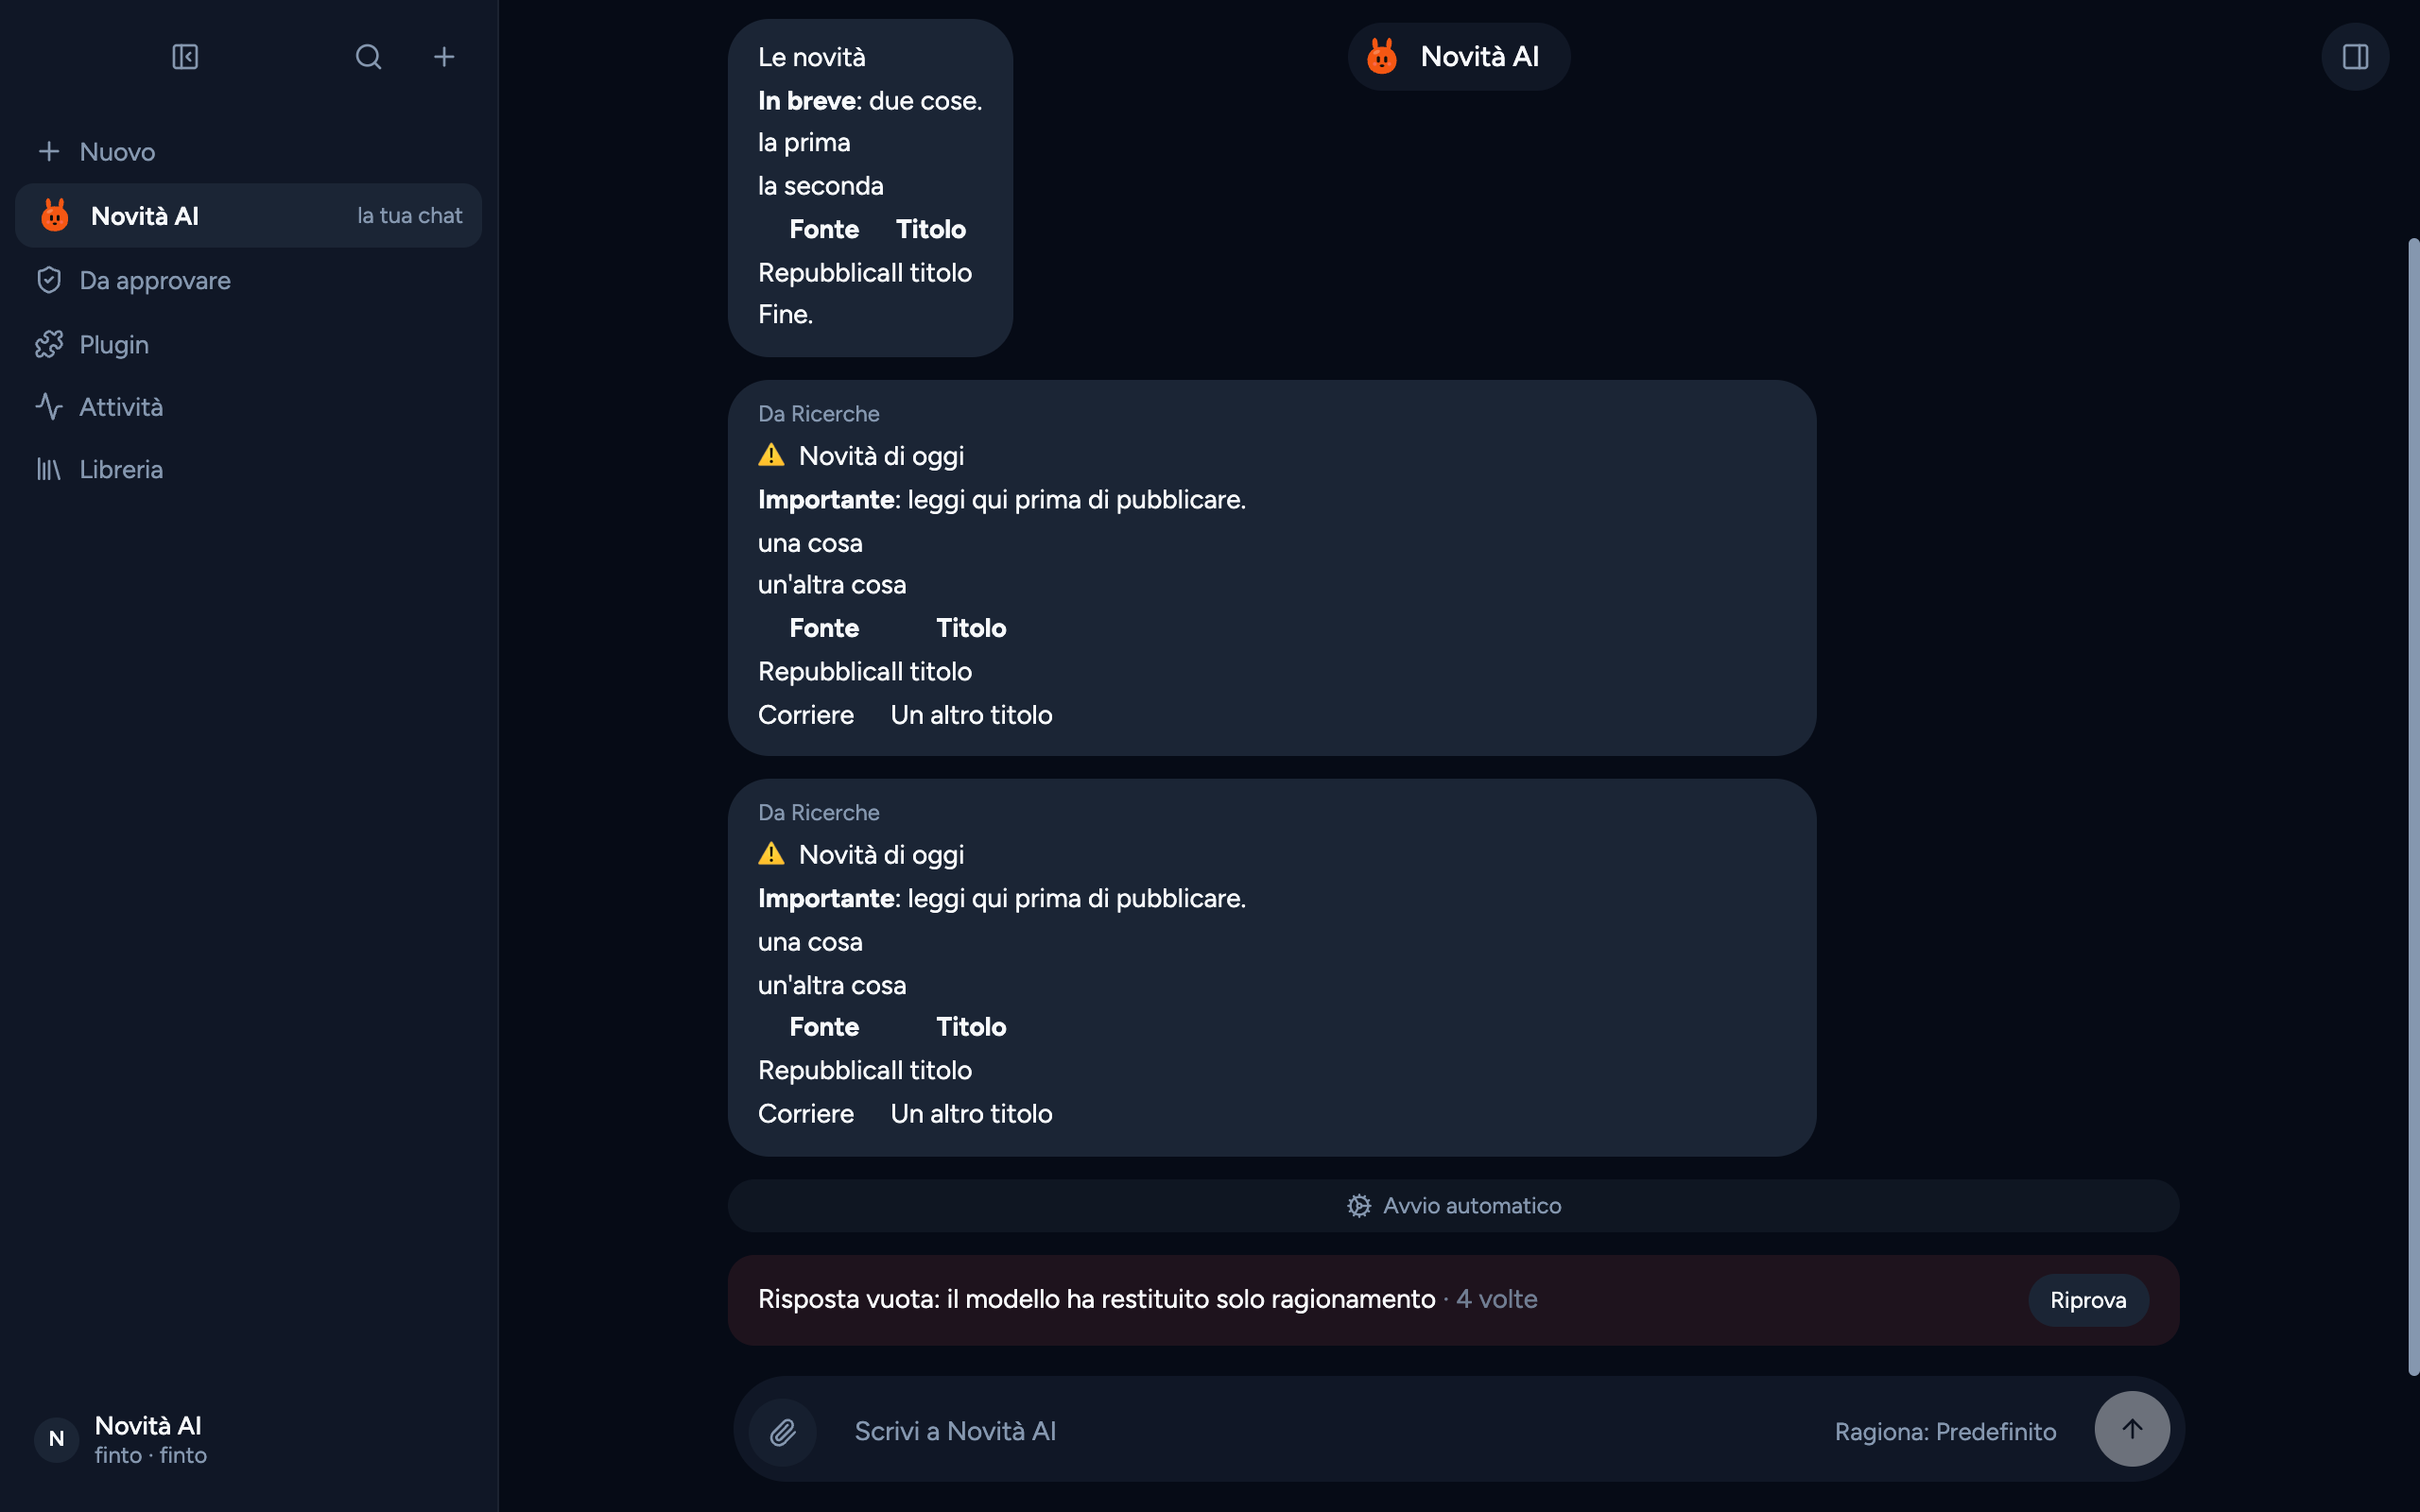 Nuovo
Novità AI
la tua chat
Da approvare
Plugin
Attività
Libreria
N
Novità AI
finto · finto
Novità AI
Le novità
In breve: due cose.
la prima
la seconda
Fonte Titolo
RepubblicaIl titolo
Fine.
Da Ricerche
⚠️ Novità di oggi
Importante: leggi qui prima di pubblicare.
una cosa
un'altra cosa
Fonte Titolo
RepubblicaIl titolo
Corriere Un altro titolo
Da Ricerche
⚠️ Novità di oggi
Importante: leggi qui prima di pubblicare.
una cosa
un'altra cosa
Fonte Titolo
RepubblicaIl titolo
Corriere Un altro titolo
Avvio automatico
Risposta vuota: il modello ha restituito solo ragionamento · 4 volte
Riprova
Scrivi a Novità AI
Ragiona: Predefinito